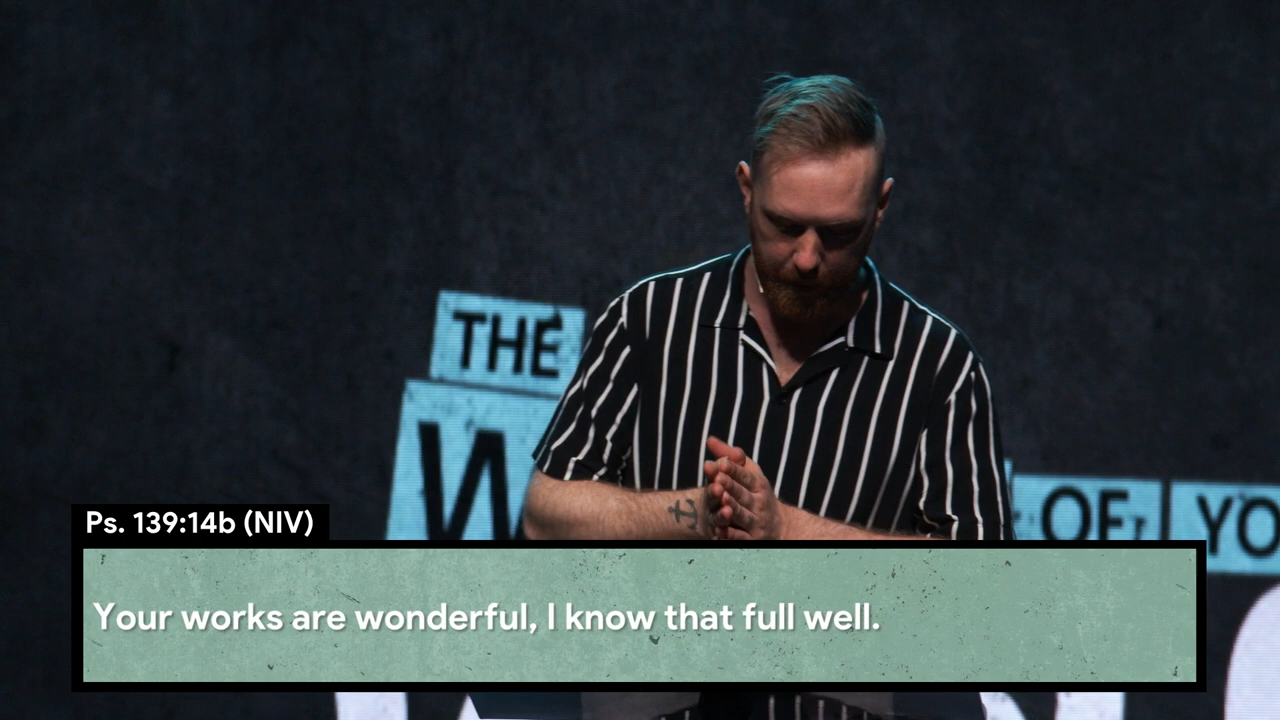 THE
W
OF YO
Ps. 139:14b (NIV)
Your works are wonderful, I know that full well.